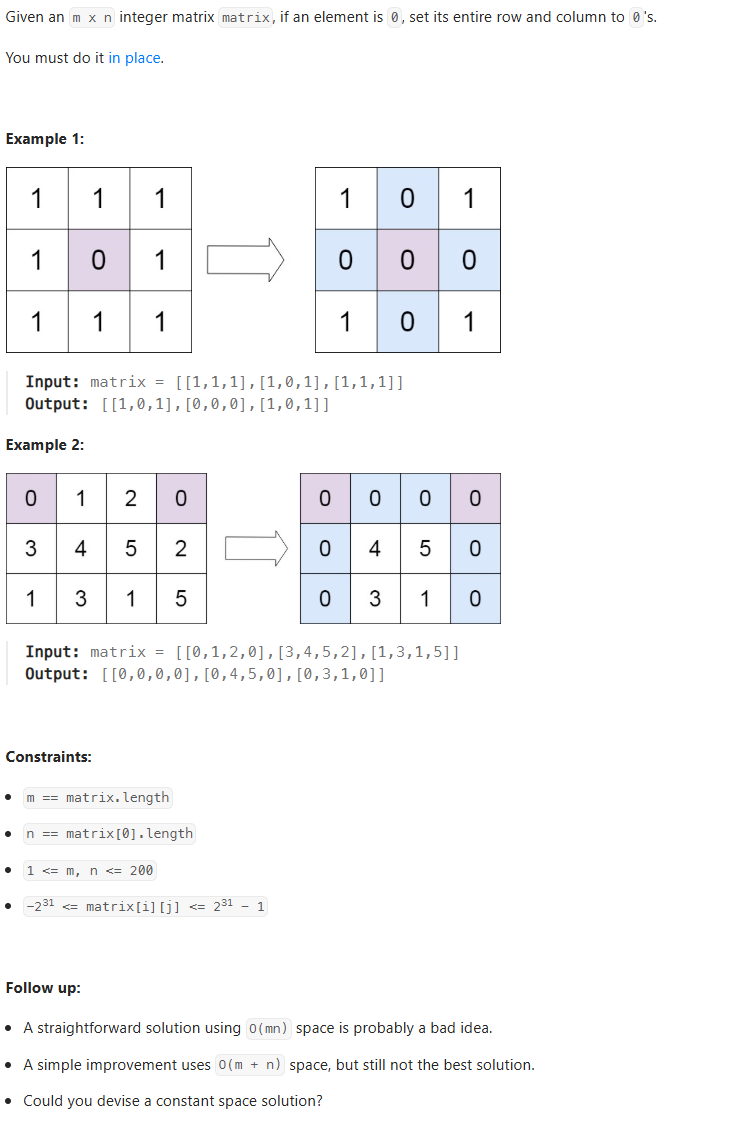 Given an m x n integer matrix matrix, if an element is 0, set its entire row and column to 0's.
You must do it in place.
Example 1:
1 1 1 1 0 1
1 0 1 0 0 0
1 1 1 1 0 1
Input: matrix = [[1,1,1],[1,0,1],[1,1,1]]
Output: [[1,0,1],[0,0,0],[1,0,1]]
Example 2:
0 1 2 0 0 0 0 0
3 4 5 2 0 4 5 0
1 3 1 5 0 3 1 0
Input: matrix = [[0,1,2,0],[3,4,5,2],[1,3,1,5]]
Output: [[0,0,0,0],[0,4,5,0],[0,3,1,0]]
Constraints:
• m == matrix.length
• n == matrix[0].length
• 1 <= m, n <= 200
• -2³¹ <= matrix[i][j] <= 2³¹ - 1
Follow up:
• A straightforward solution using O(mn) space is probably a bad idea.
• A simple improvement uses O(m + n) space, but still not the best solution.
• Could you devise a constant space solution?